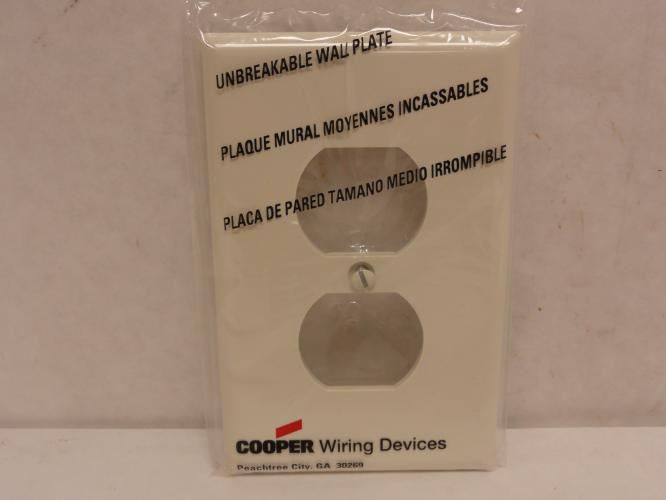 UNBREAKABLE WALL PLATE
PLAQUE MURAL MOYENNES INCASSABLES
PLACA DE PARED TAMANO MEDIO IRROMPIBLE
COOPER Wiring Devices
Peachtree City, GA 30269